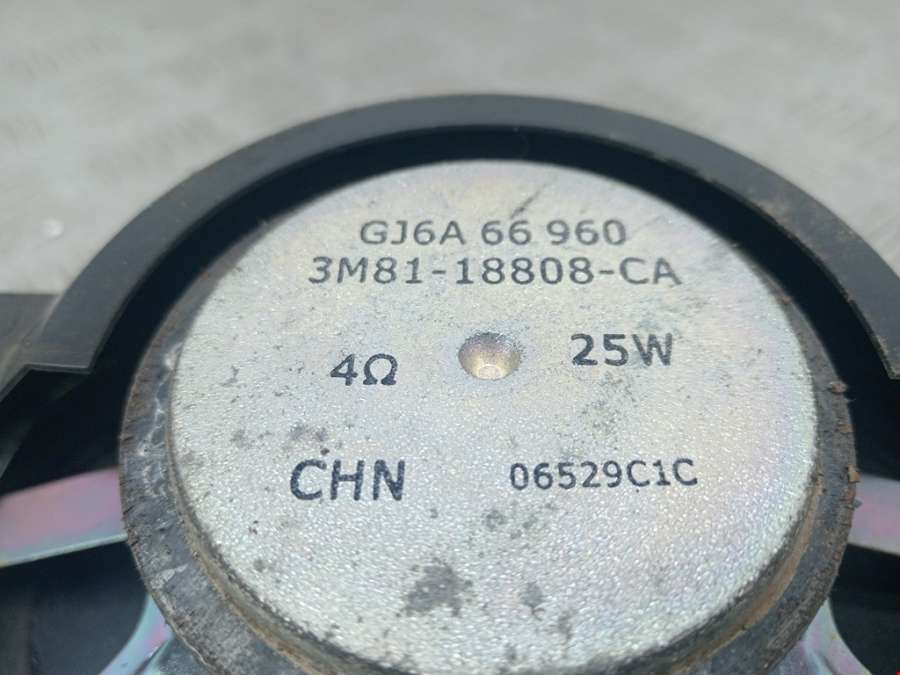 GJ6A 66 960
3M81-18808-CA
4Ω 25W
CHN 06529C1C